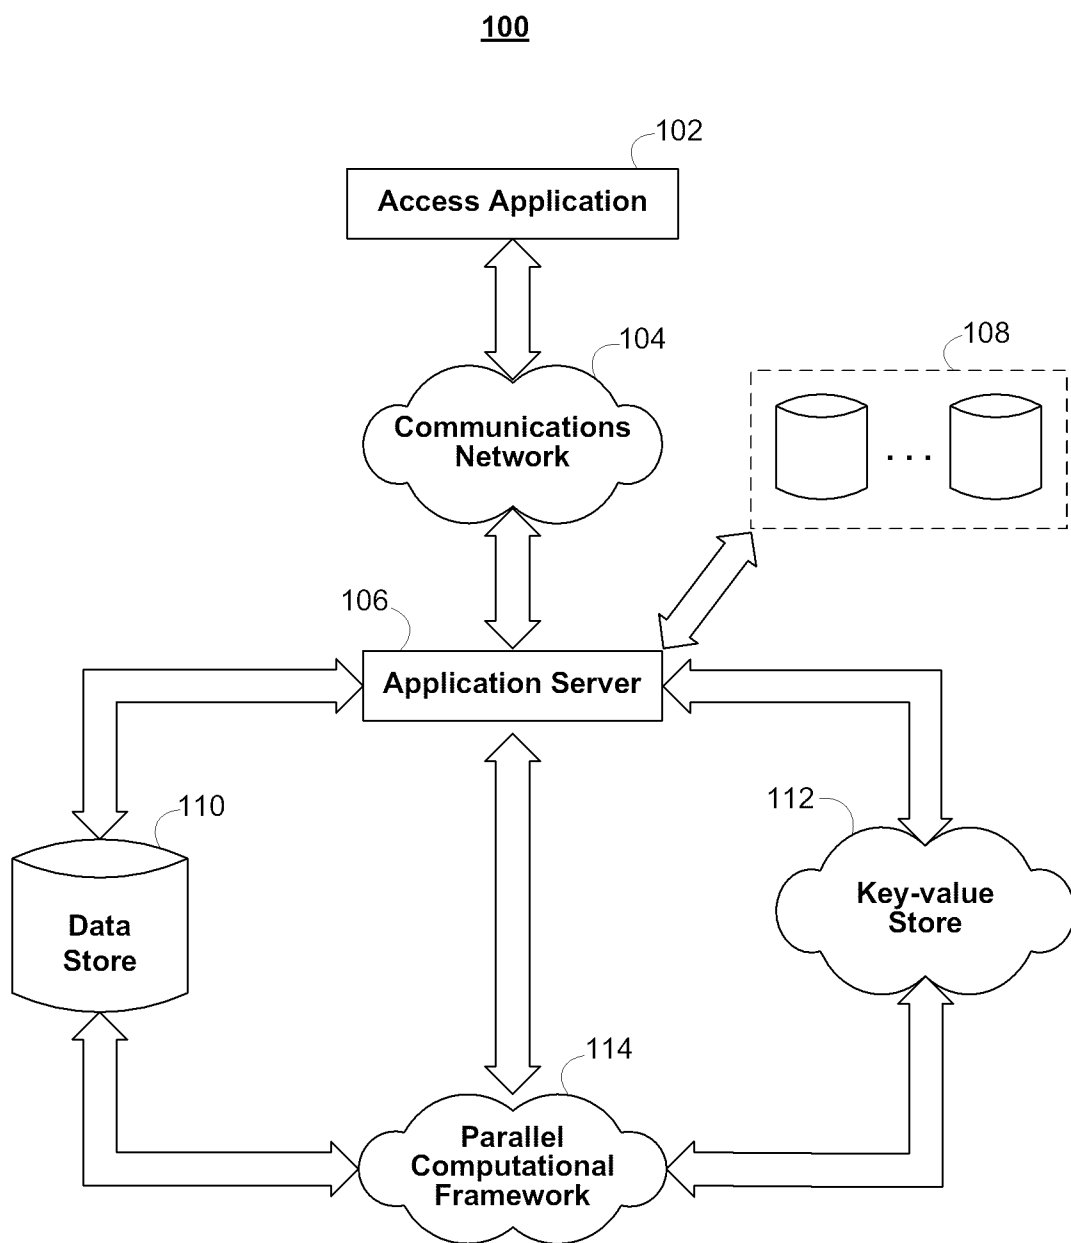 100
102
Access Application
104
108
Communications
Network
. . .
106
Application Server
110
112
Data
Store
Key-value
Store
114
Parallel
Computational
Framework